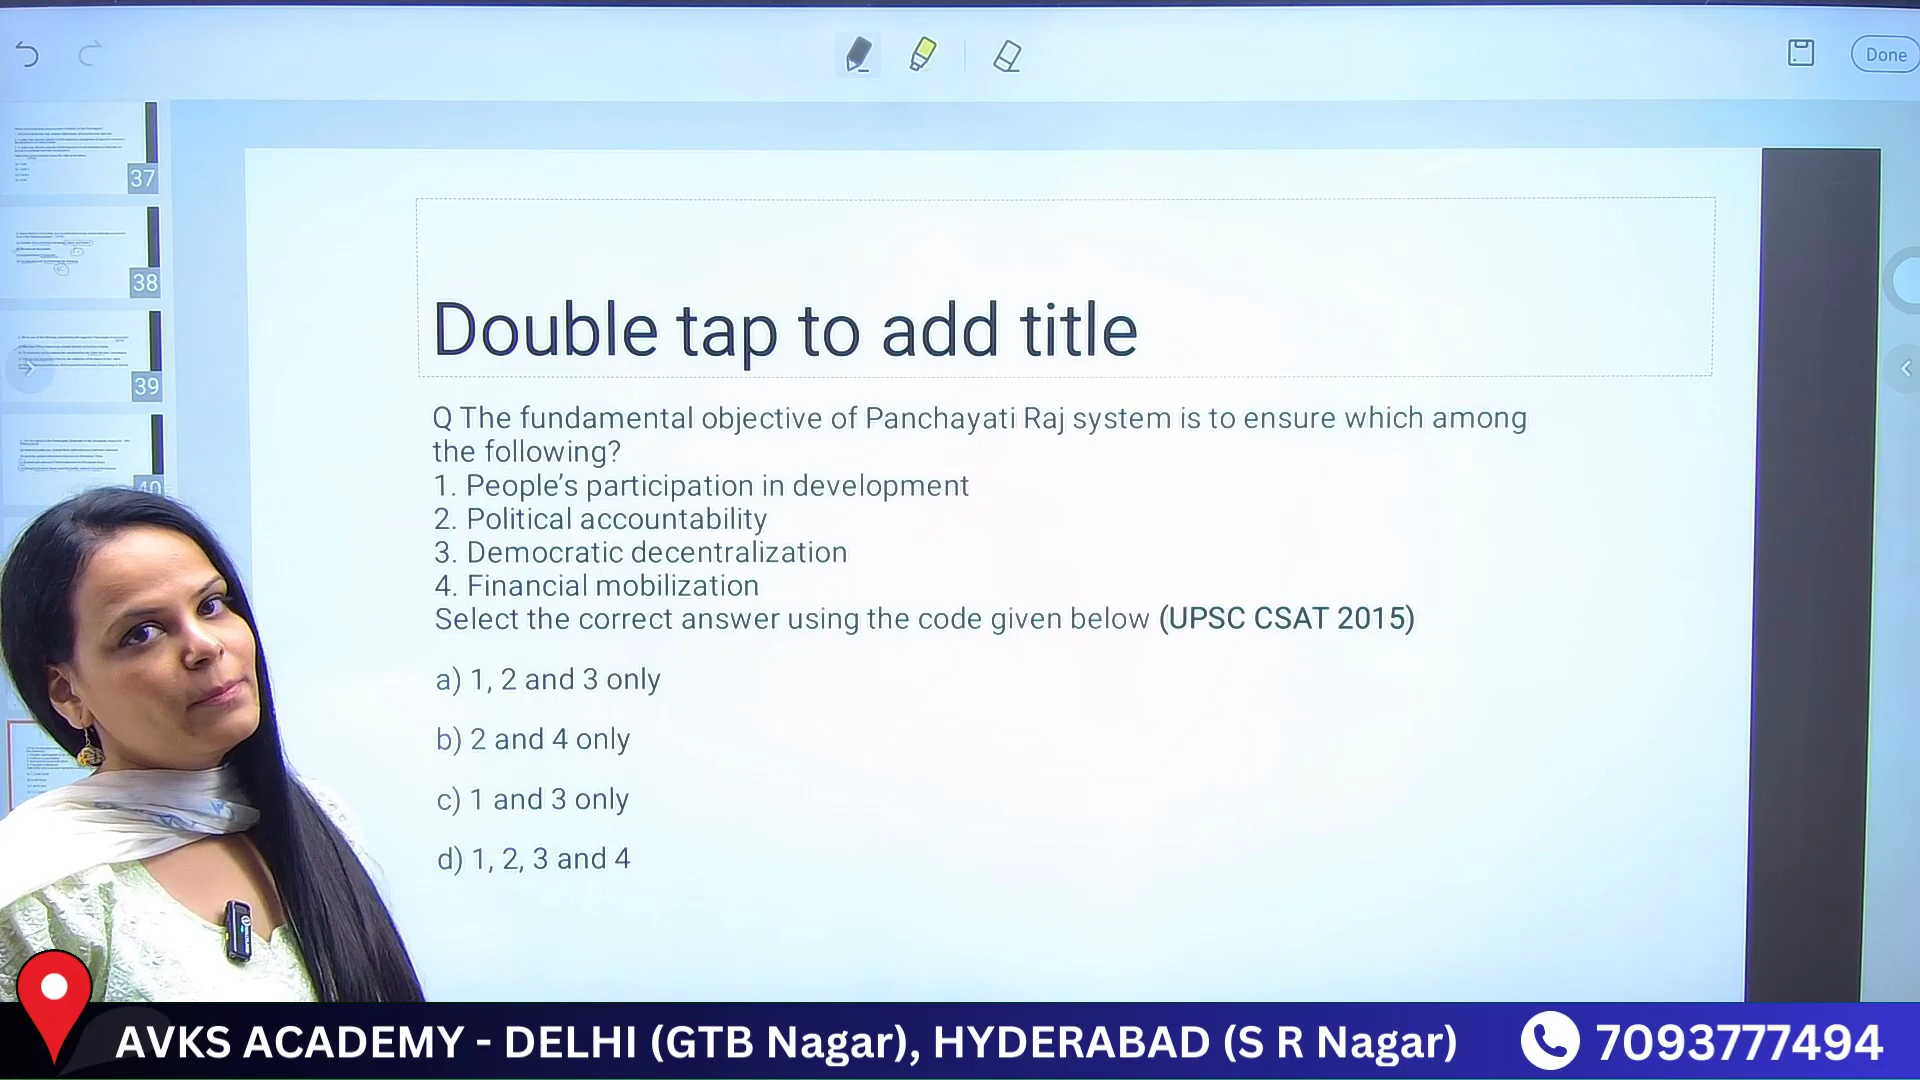 Done
37
38
39
40
Double tap to add title
Q The fundamental objective of Panchayati Raj system is to ensure which among
the following?
1. People’s participation in development
2. Political accountability
3. Democratic decentralization
4. Financial mobilization
Select the correct answer using the code given below (UPSC CSAT 2015)
a) 1, 2 and 3 only
b) 2 and 4 only
c) 1 and 3 only
d) 1, 2, 3 and 4
AVKS ACADEMY - DELHI (GTB Nagar), HYDERABAD (S R Nagar)
7093777494